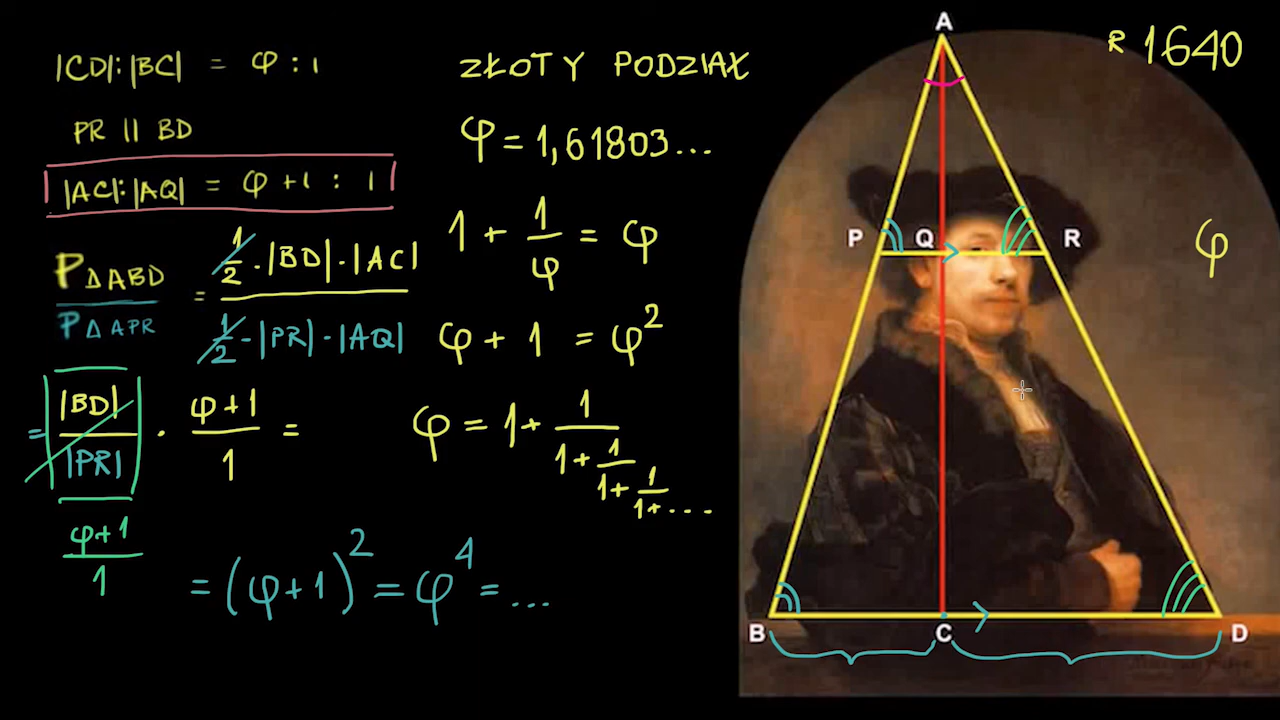 |CD|:|BC| = φ : 1
PR || BD
|AC|:|AQ| = φ+1 : 1
P△ABD / P△APR = 1/2·|BD|·|AC| / 1/2·|PR|·|AQ|
= |BD| / |PR| · φ+1 / 1 =
φ+1 / 1
= (φ+1)² = φ⁴ = ...
ZŁOTY PODZIAŁ
φ = 1,61803...
1 + 1/φ = φ
φ + 1 = φ²
φ = 1+ 1/1+ 1/1+ 1/1+...
R 1640
A
P Q R
φ
B C D